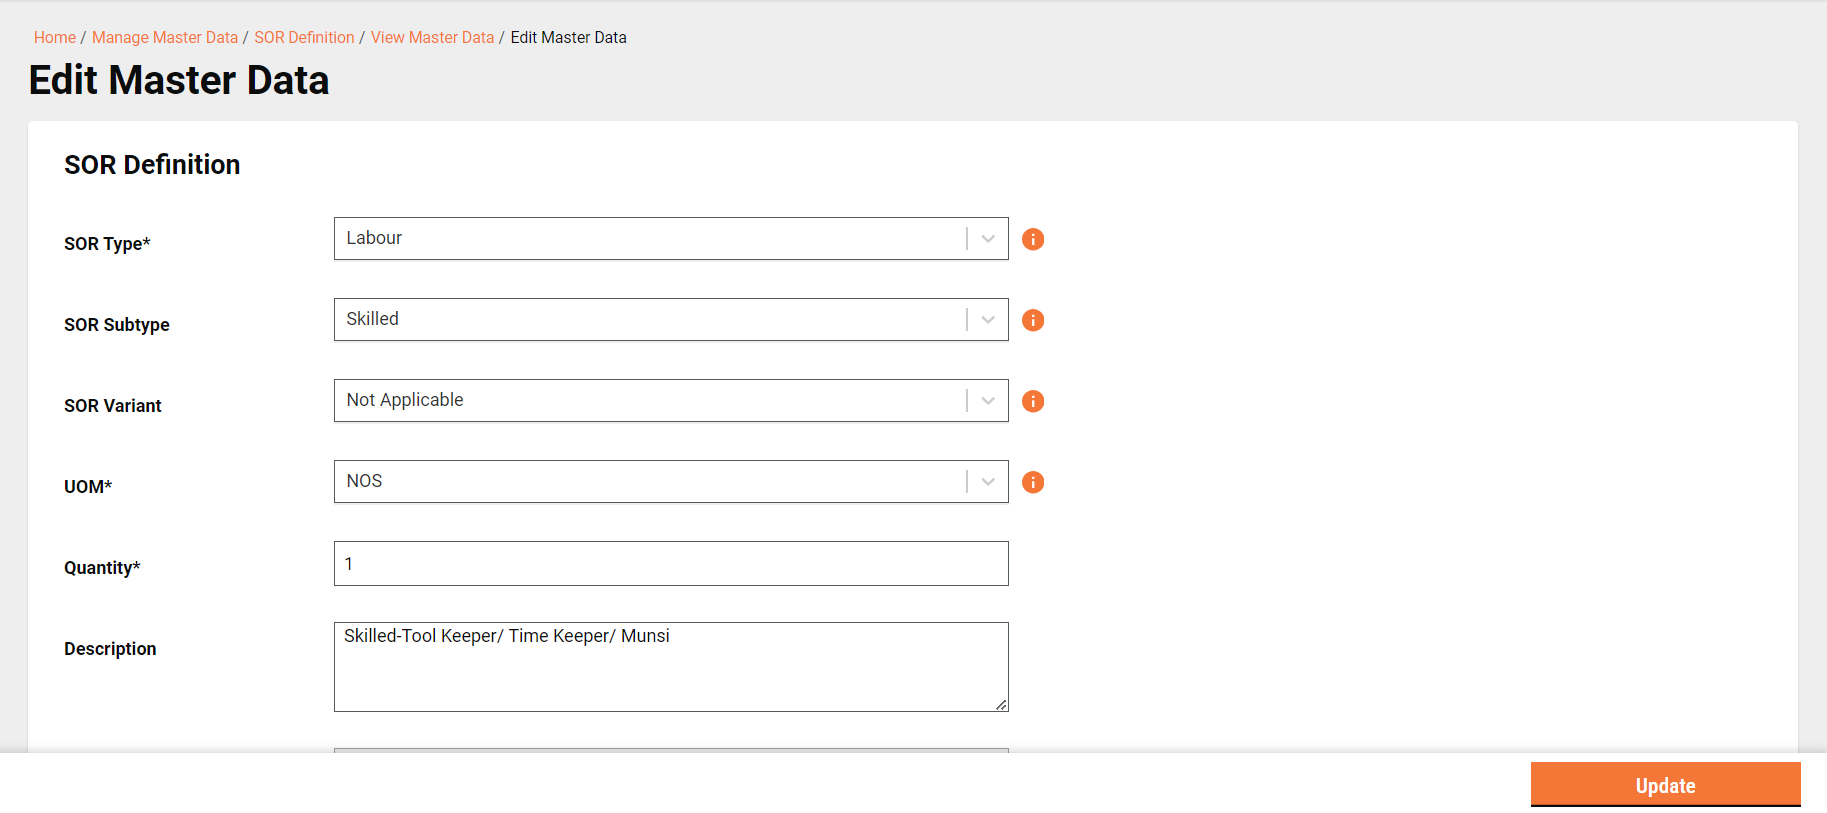 Home / Manage Master Data / SOR Definition / View Master Data / Edit Master Data
Edit Master Data
SOR Definition
SOR Type* Labour
SOR Subtype Skilled
SOR Variant Not Applicable
UOM* NOS
Quantity* 1
Description Skilled-Tool Keeper/ Time Keeper/ Munsi
Update